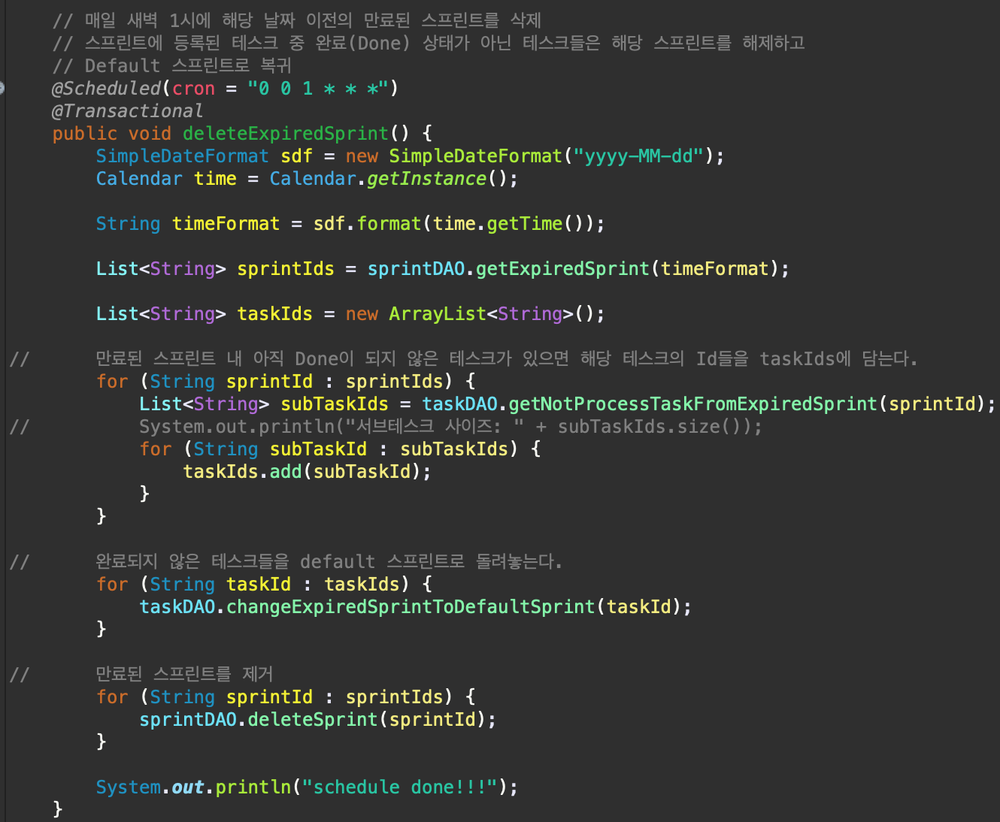 // 매일 새벽 1시에 해당 날짜 이전의 만료된 스프린트를 삭제
// 스프린트에 등록된 테스크 중 완료(Done) 상태가 아닌 테스크들은 해당 스프린트를 해제하고
// Default 스프린트로 복귀
@Scheduled(cron = "0 0 1 * * *")
@Transactional
public void deleteExpiredSprint() {
SimpleDateFormat sdf = new SimpleDateFormat("yyyy-MM-dd");
Calendar time = Calendar.getInstance();
String timeFormat = sdf.format(time.getTime());
List<String> sprintIds = sprintDAO.getExpiredSprint(timeFormat);
List<String> taskIds = new ArrayList<String>();
// 만료된 스프린트 내 아직 Done이 되지 않은 테스크가 있으면 해당 테스크의 Id들을 taskIds에 담는다.
for (String sprintId : sprintIds) {
List<String> subTaskIds = taskDAO.getNotProcessTaskFromExpiredSprint(sprintId);
// System.out.println("서브테스크 사이즈: " + subTaskIds.size());
for (String subTaskId : subTaskIds) {
taskIds.add(subTaskId);
}
}
// 완료되지 않은 테스크들을 default 스프린트로 돌려놓는다.
for (String taskId : taskIds) {
taskDAO.changeExpiredSprintToDefaultSprint(taskId);
}
// 만료된 스프린트를 제거
for (String sprintId : sprintIds) {
sprintDAO.deleteSprint(sprintId);
}
System.out.println("schedule done!!!");
}